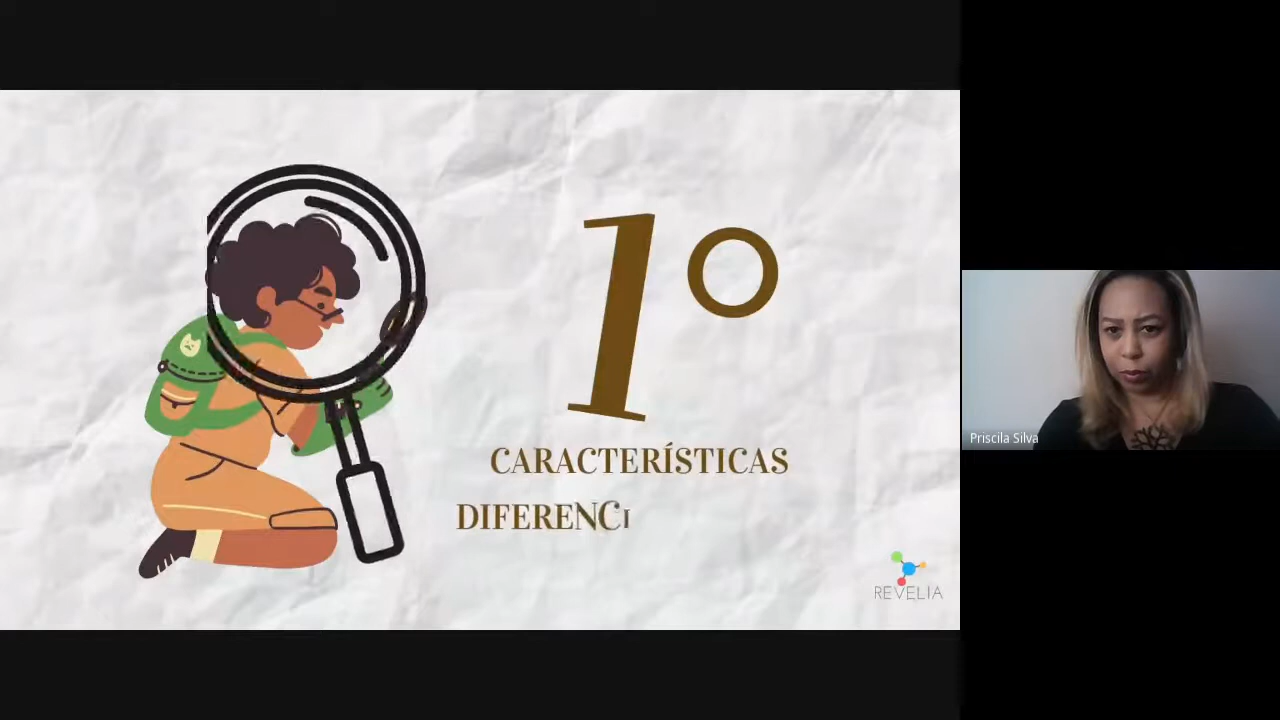 1º
CARACTERÍSTICAS
DIFERENCI
REVELIA
Priscila Silva